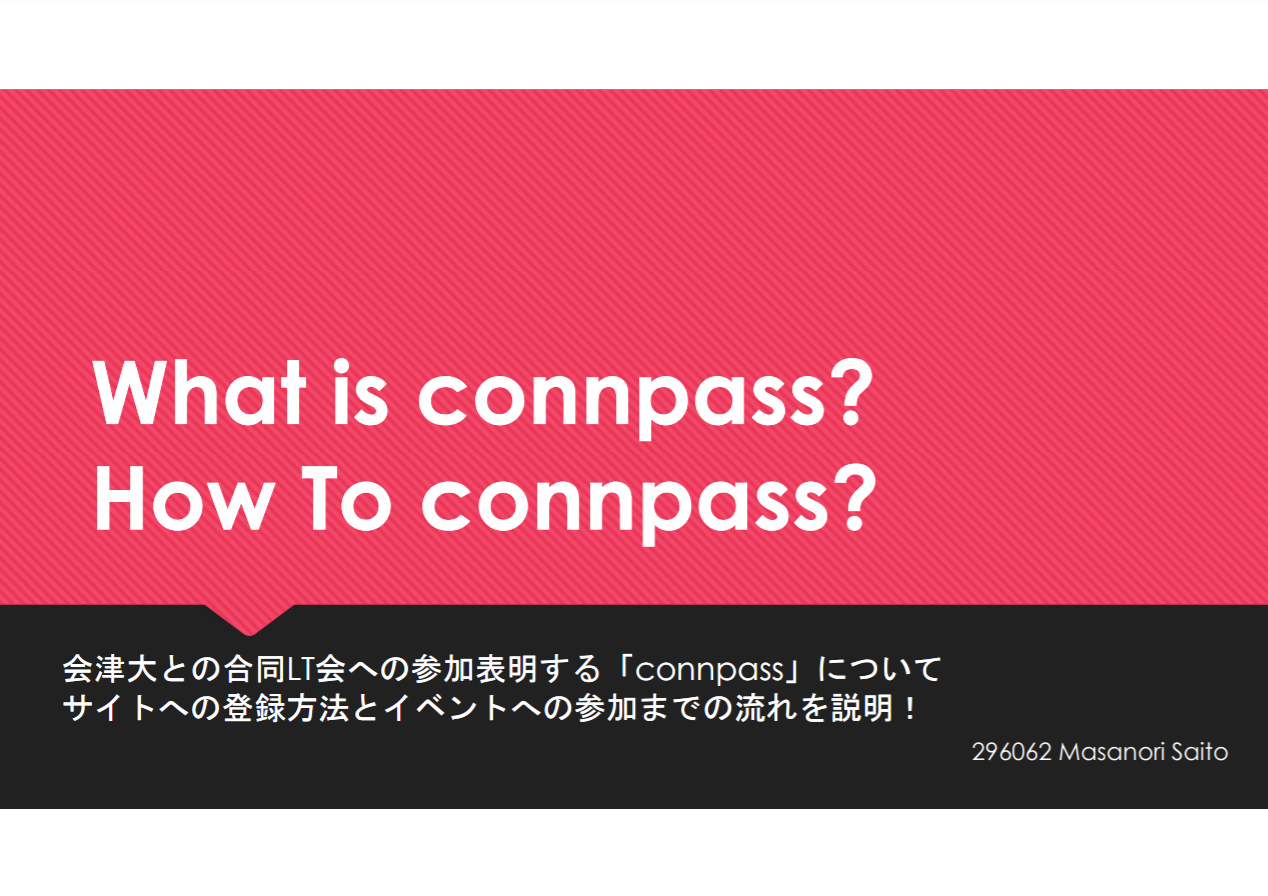 What is connpass?
How To connpass?
会津大との合同LT会への参加表明する「connpass」について
サイトへの登録方法とイベントへの参加までの流れを説明！
296062 Masanori Saito